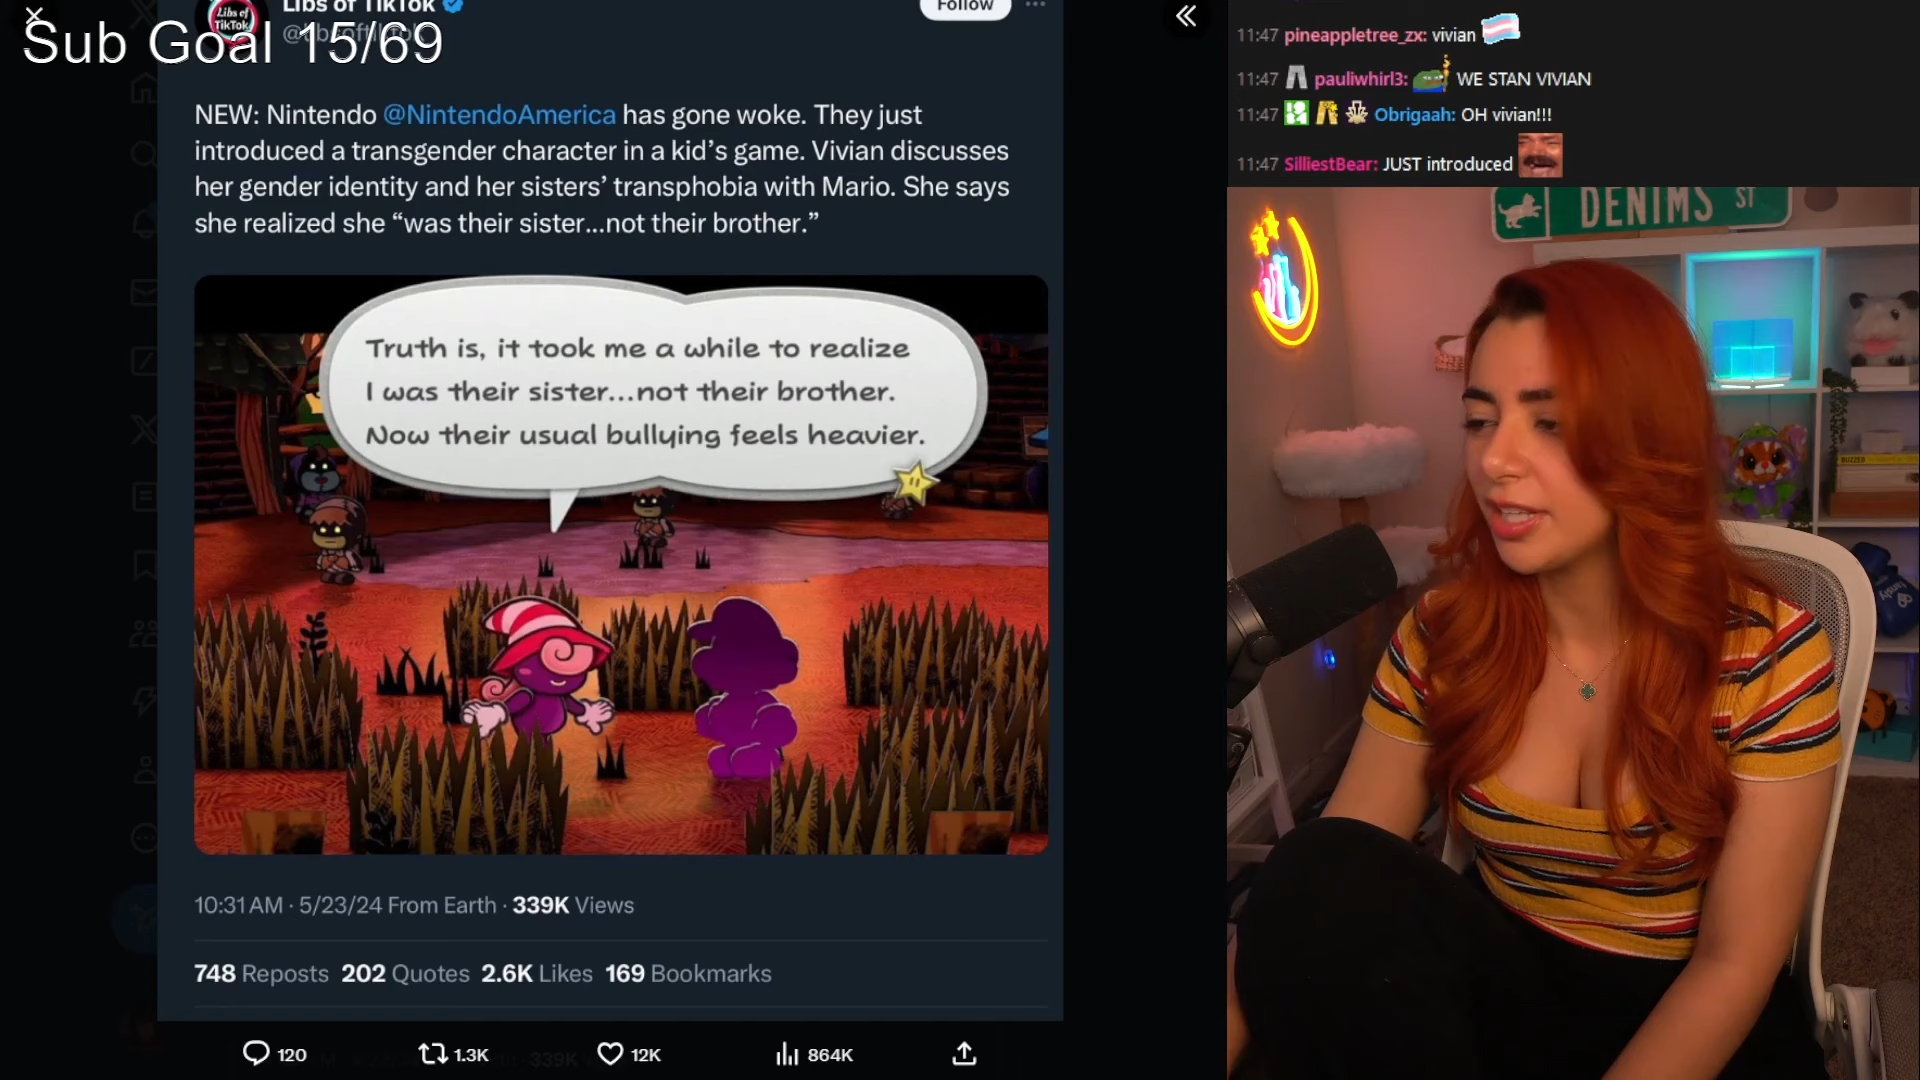 Libs of TikTok
@libsoftiktok
Follow
Sub Goal 15/69
NEW: Nintendo @NintendoAmerica has gone woke. They just
introduced a transgender character in a kid’s game. Vivian discusses
her gender identity and her sisters’ transphobia with Mario. She says
she realized she “was their sister...not their brother.”
Truth is, it took me a while to realize
I was their sister...not their brother.
Now their usual bullying feels heavier.
10:31 AM · 5/23/24 From Earth · 339K Views
748 Reposts 202 Quotes 2.6K Likes 169 Bookmarks
120 1.3K 12K 864K
11:47 pineappletree_zx: vivian
11:47 pauliwhirl3: WE STAN VIVIAN
11:47 Obrigaah: OH vivian!!!
11:47 SilliestBear: JUST introduced
DENIMS ST
BUZZED